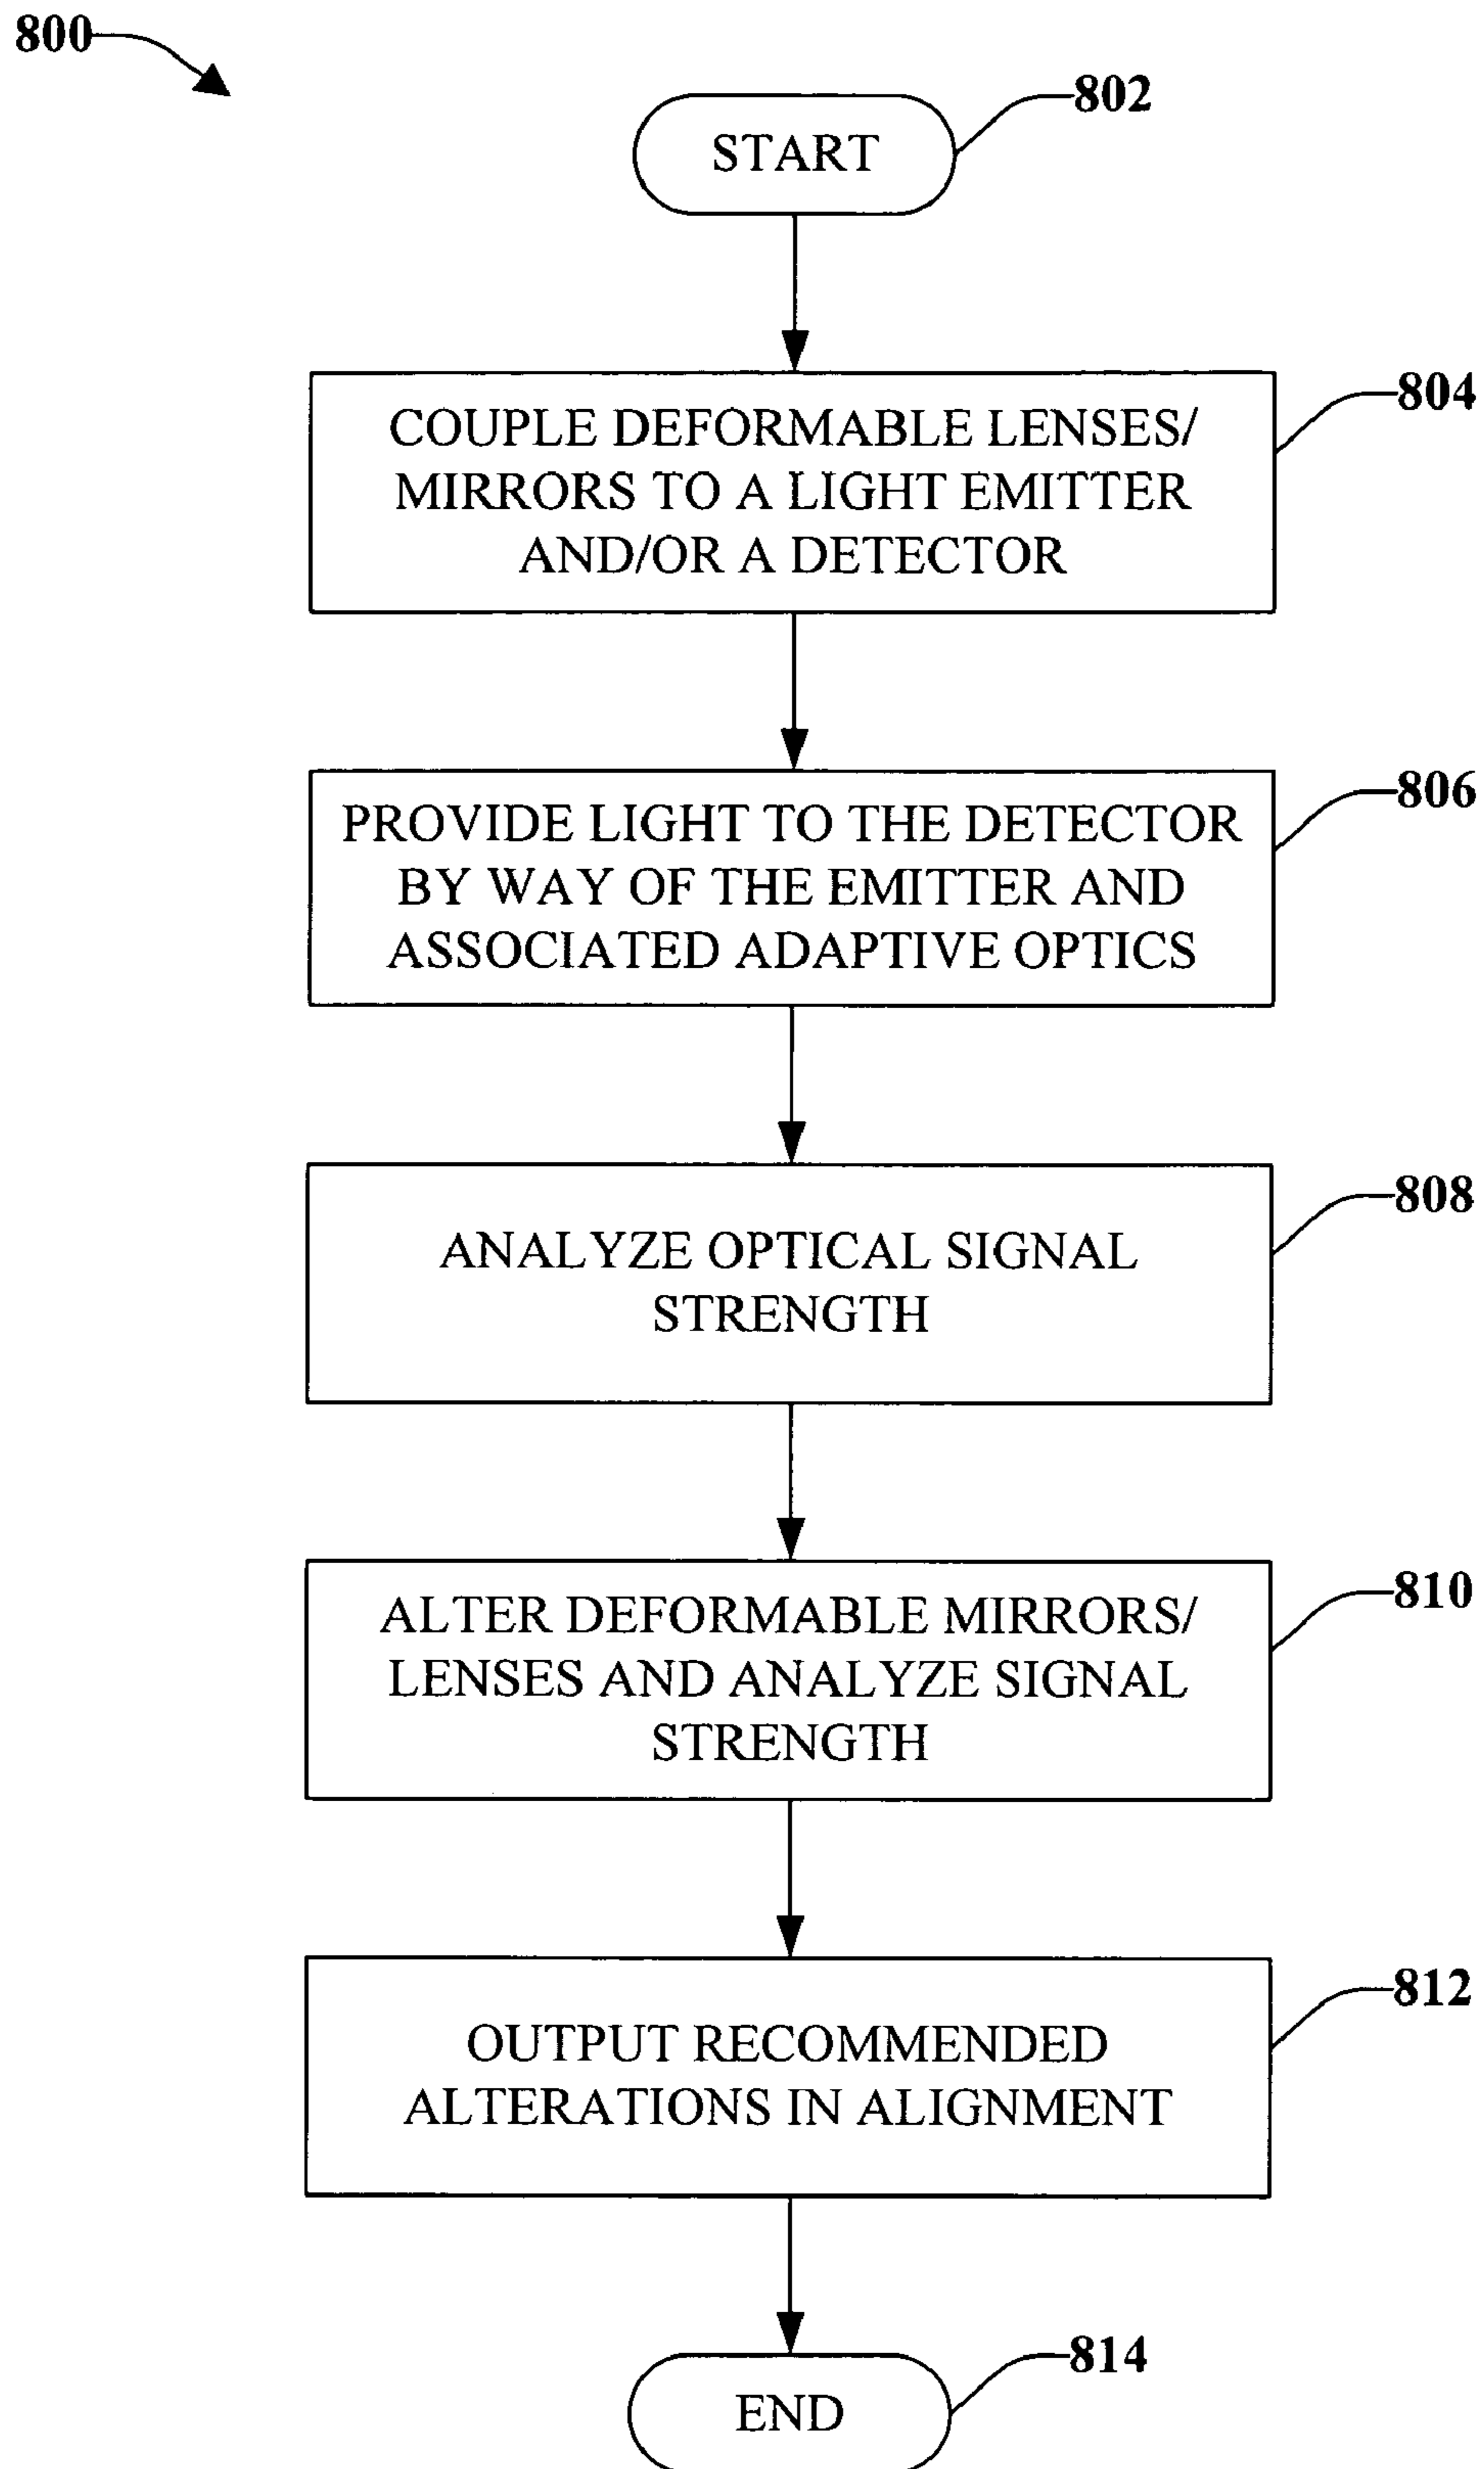 800
802
START
804
COUPLE DEFORMABLE LENSES/
MIRRORS TO A LIGHT EMITTER
AND/OR A DETECTOR
806
PROVIDE LIGHT TO THE DETECTOR
BY WAY OF THE EMITTER AND
ASSOCIATED ADAPTIVE OPTICS
808
ANALYZE OPTICAL SIGNAL
STRENGTH
810
ALTER DEFORMABLE MIRRORS/
LENSES AND ANALYZE SIGNAL
STRENGTH
812
OUTPUT RECOMMENDED
ALTERATIONS IN ALIGNMENT
814
END